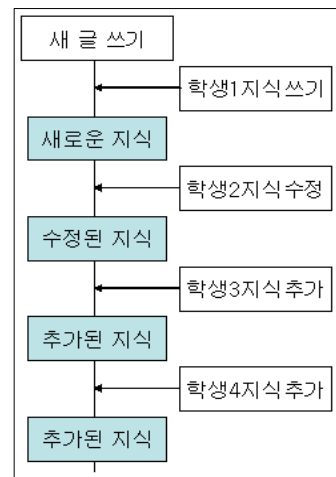 새 글 쓰기
학생1지식쓰기
새로운 지식
학생2지식수정
수정된 지식
학생3지식추가
추가된 지식
학생4지식추가
추가된 지식